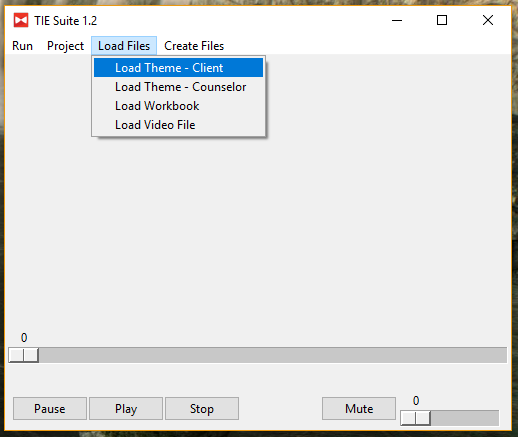 TIE Suite 1.2
Run Project Load Files Create Files
Load Theme - Client
Load Theme - Counselor
Load Workbook
Load Video File
0
Pause Play Stop Mute 0